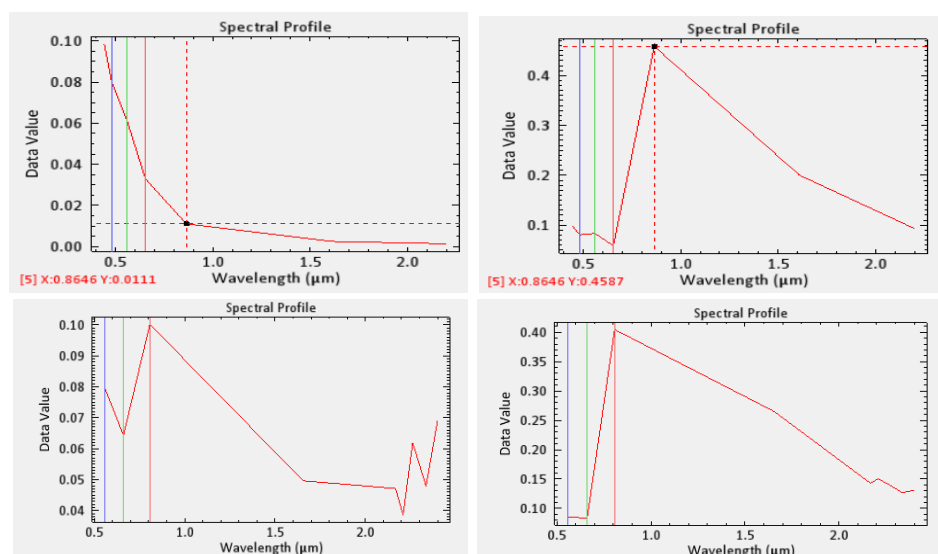 Spectral Profile
Data Value
0.10
0.08
0.06
0.04
0.02
0.00
0.5 1.0 1.5 2.0
[5] X:0.8646 Y:0.0111
Wavelength (µm)
Spectral Profile
Data Value
0.4
0.3
0.2
0.1
0.5 1.0 1.5 2.0
[5] X:0.8646 Y:0.4587
Wavelength (µm)
Spectral Profile
Data Value
0.10
0.09
0.08
0.07
0.06
0.05
0.04
0.5 1.0 1.5 2.0
Wavelength (µm)
Spectral Profile
Data Value
0.40
0.35
0.30
0.25
0.20
0.15
0.10
0.5 1.0 1.5 2.0
Wavelength (µm)